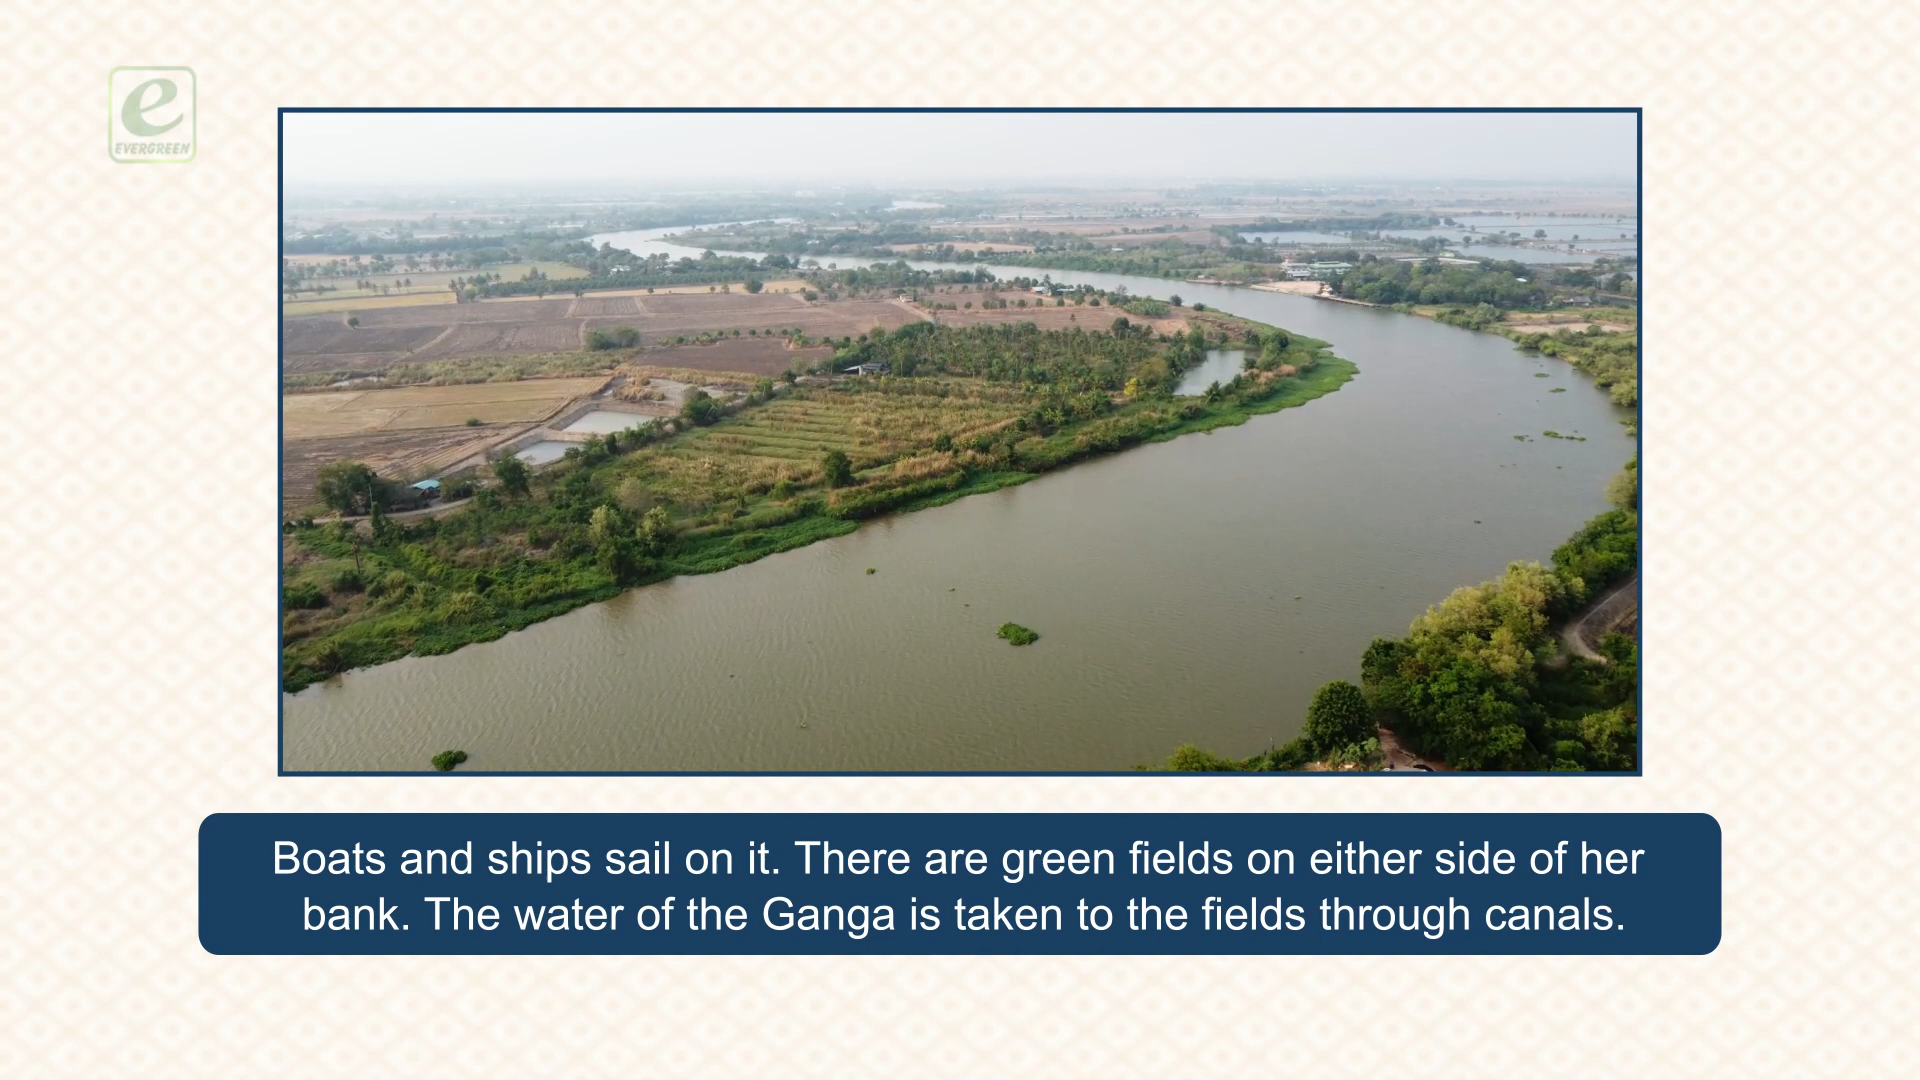 e
EVERGREEN
Boats and ships sail on it. There are green fields on either side of her
bank. The water of the Ganga is taken to the fields through canals.